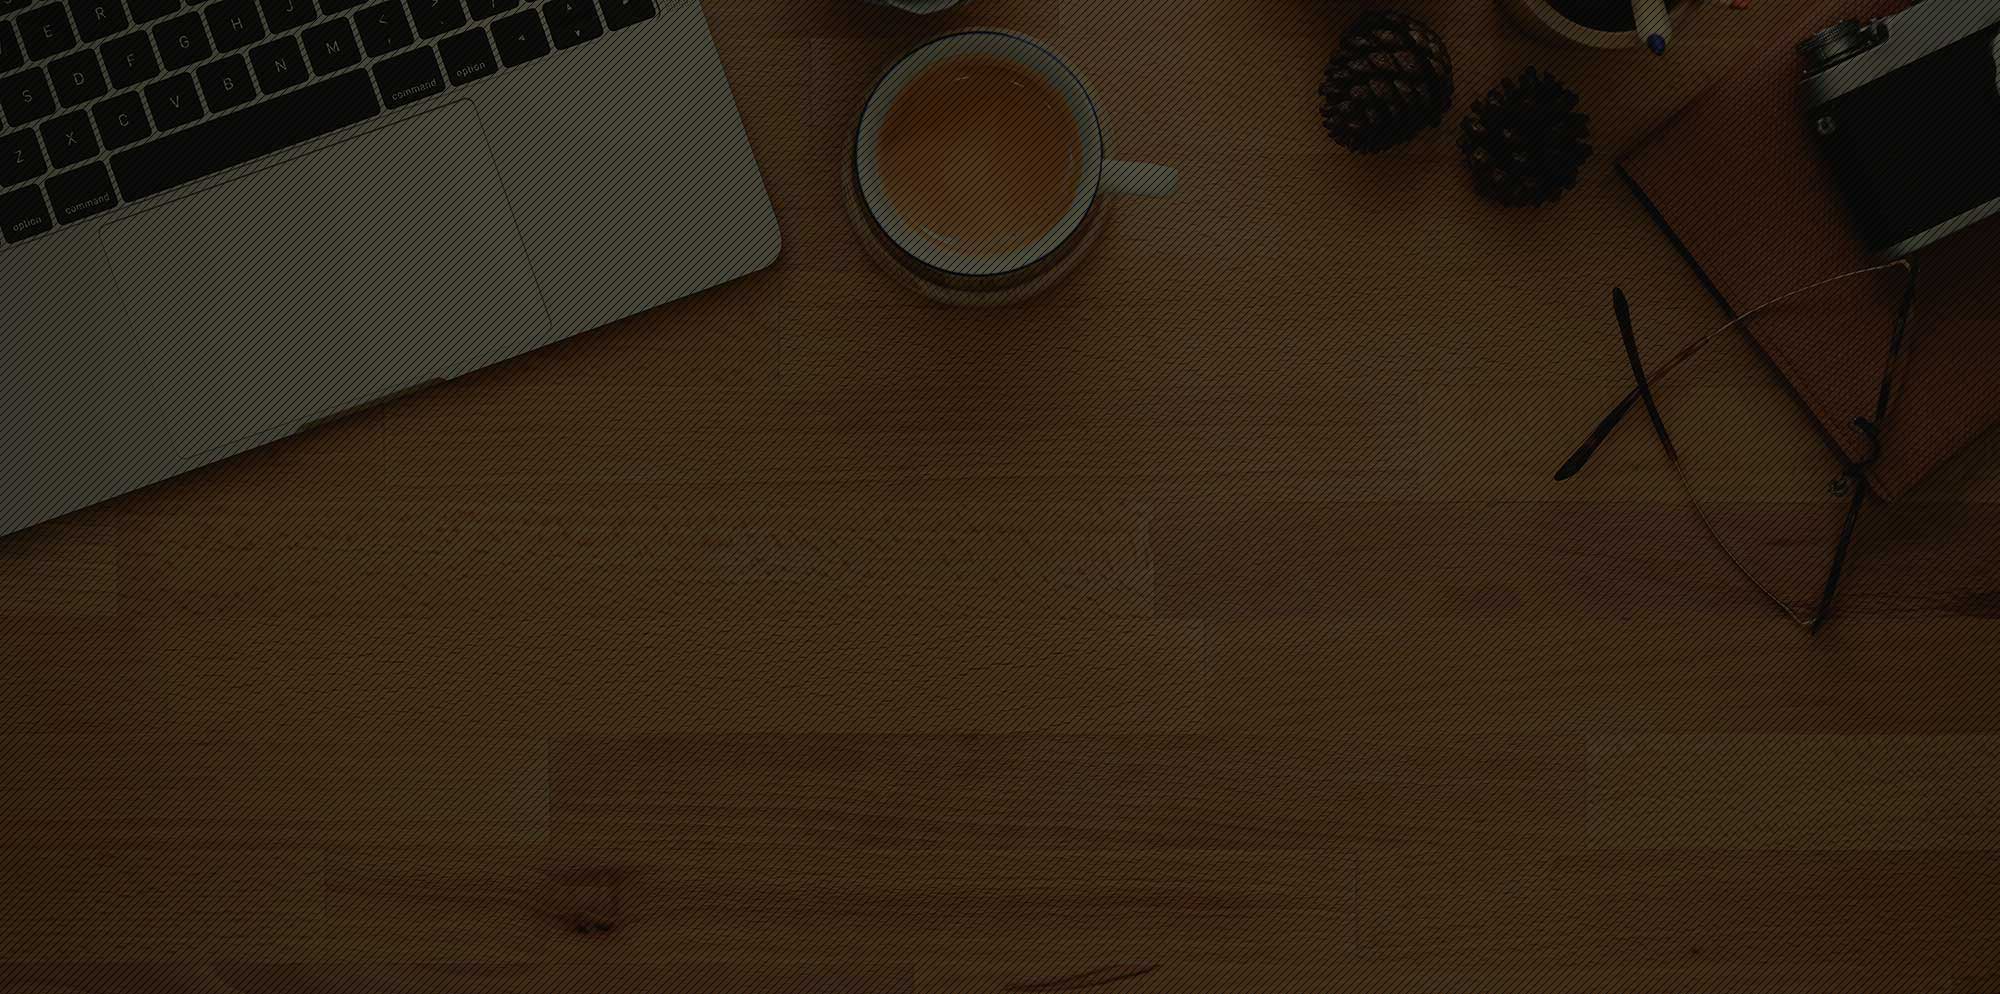 E R
S D F G H J
Z X C V B N M < ,
command option
option command